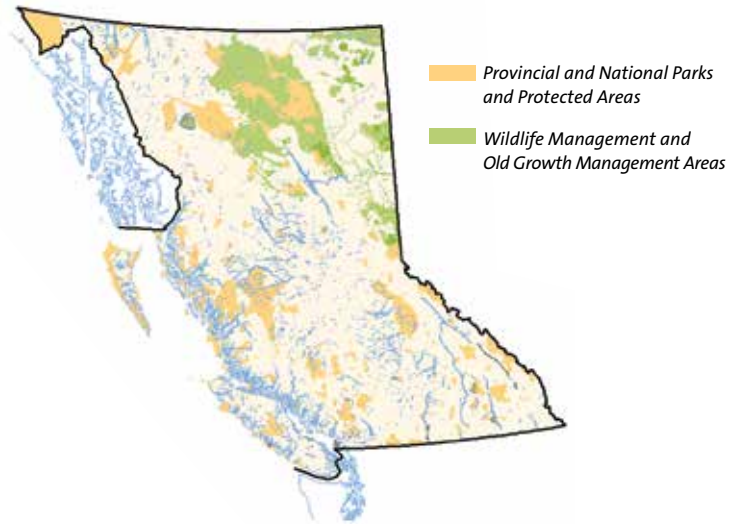 Provincial and National Parks
and Protected Areas
Wildlife Management and
Old Growth Management Areas